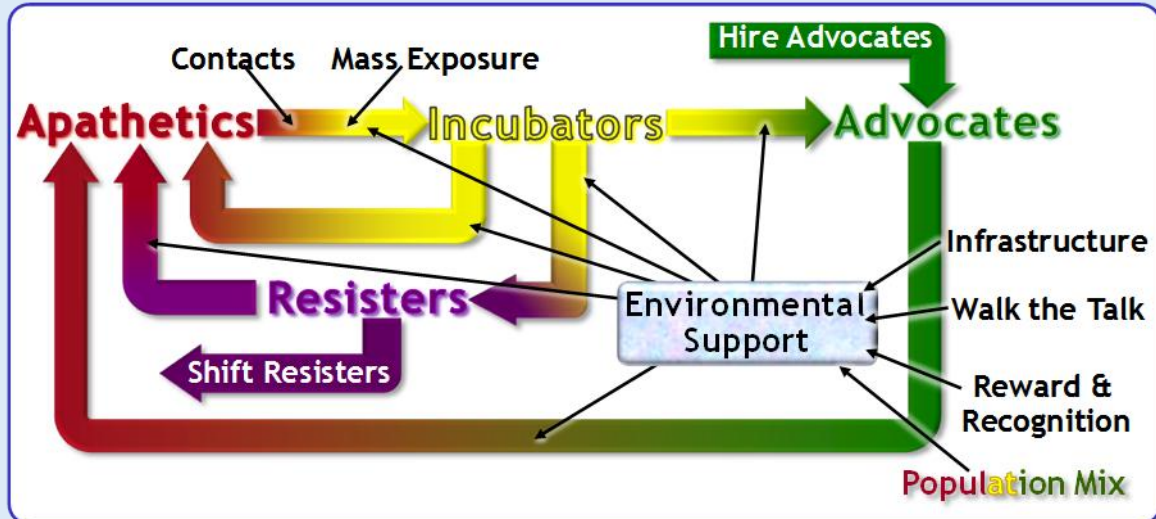 Hire Advocates
Contacts
Mass Exposure
Apathetics
Incubators
Advocates
Infrastructure
Resisters
Environmental
Support
Walk the Talk
Shift Resisters
Reward &
Recognition
Population Mix